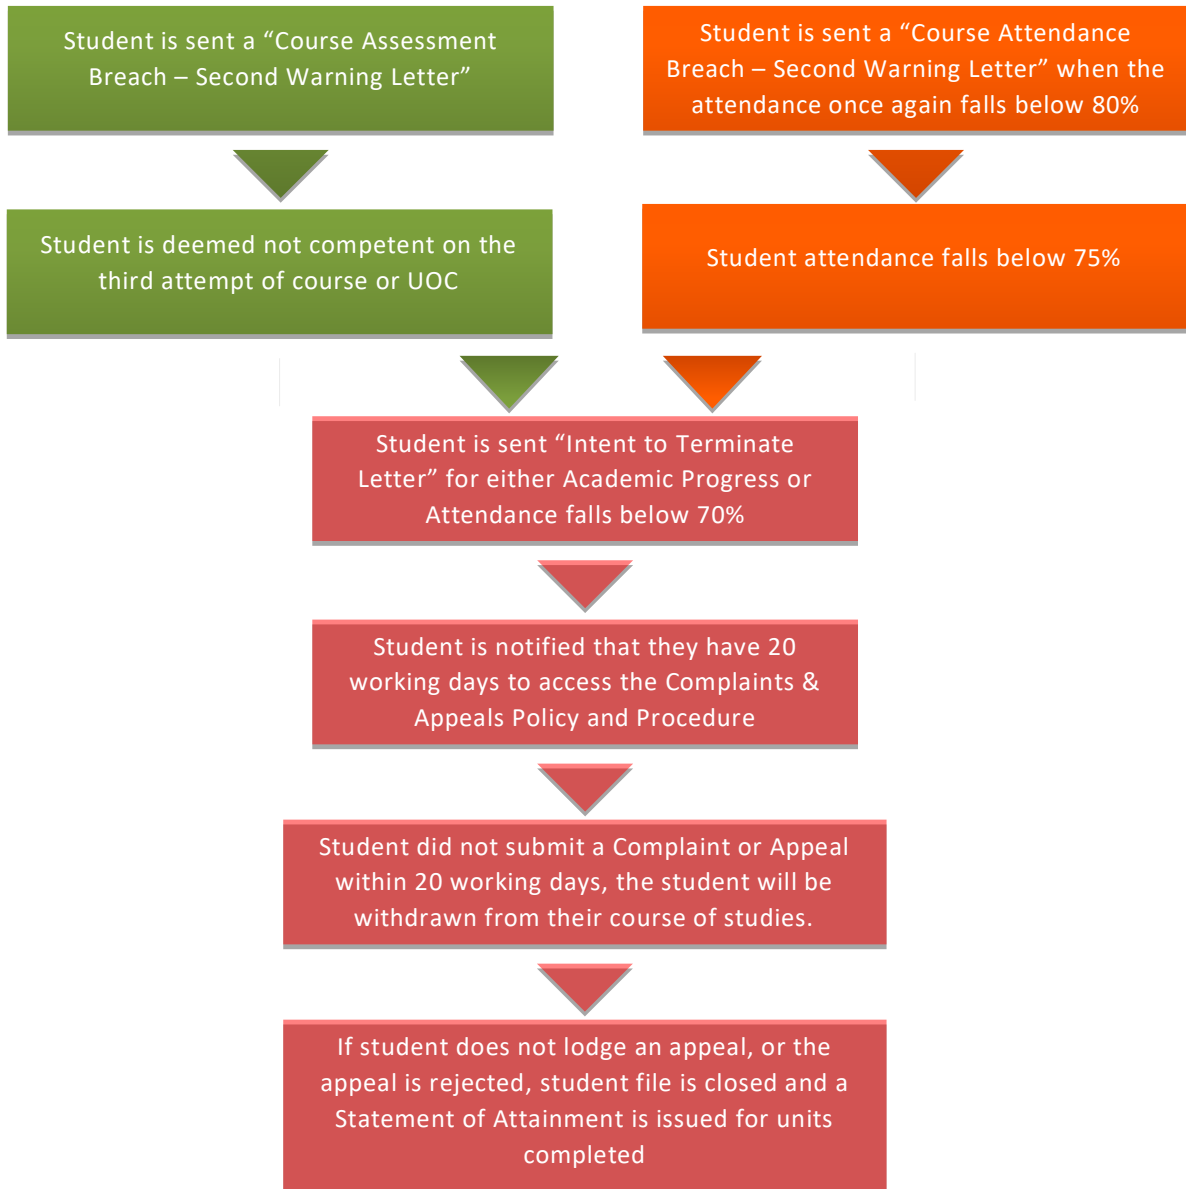 Student is sent a “Course Assessment
Breach – Second Warning Letter”
Student is sent a “Course Attendance
Breach – Second Warning Letter” when the
attendance once again falls below 80%
Student is deemed not competent on the
third attempt of course or UOC
Student attendance falls below 75%
Student is sent “Intent to Terminate
Letter” for either Academic Progress or
Attendance falls below 70%
Student is notified that they have 20
working days to access the Complaints &
Appeals Policy and Procedure
Student did not submit a Complaint or Appeal
within 20 working days, the student will be
withdrawn from their course of studies.
If student does not lodge an appeal, or the
appeal is rejected, student file is closed and a
Statement of Attainment is issued for units
completed